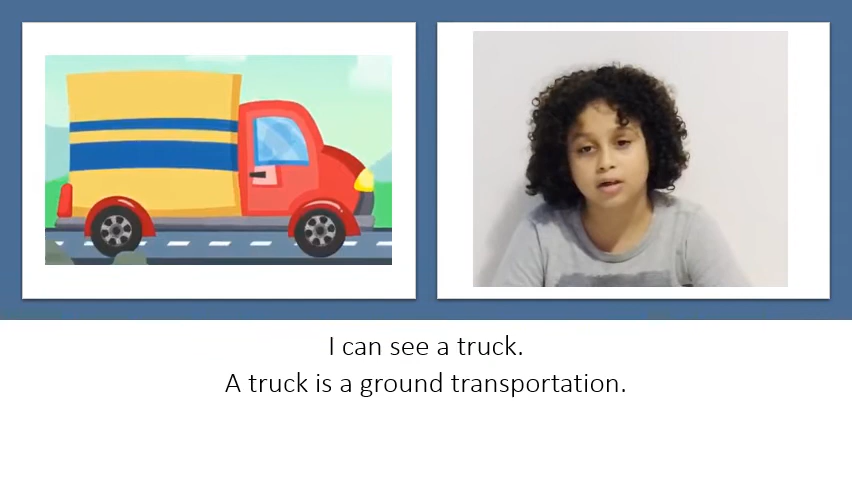 I can see a truck.
A truck is a ground transportation.